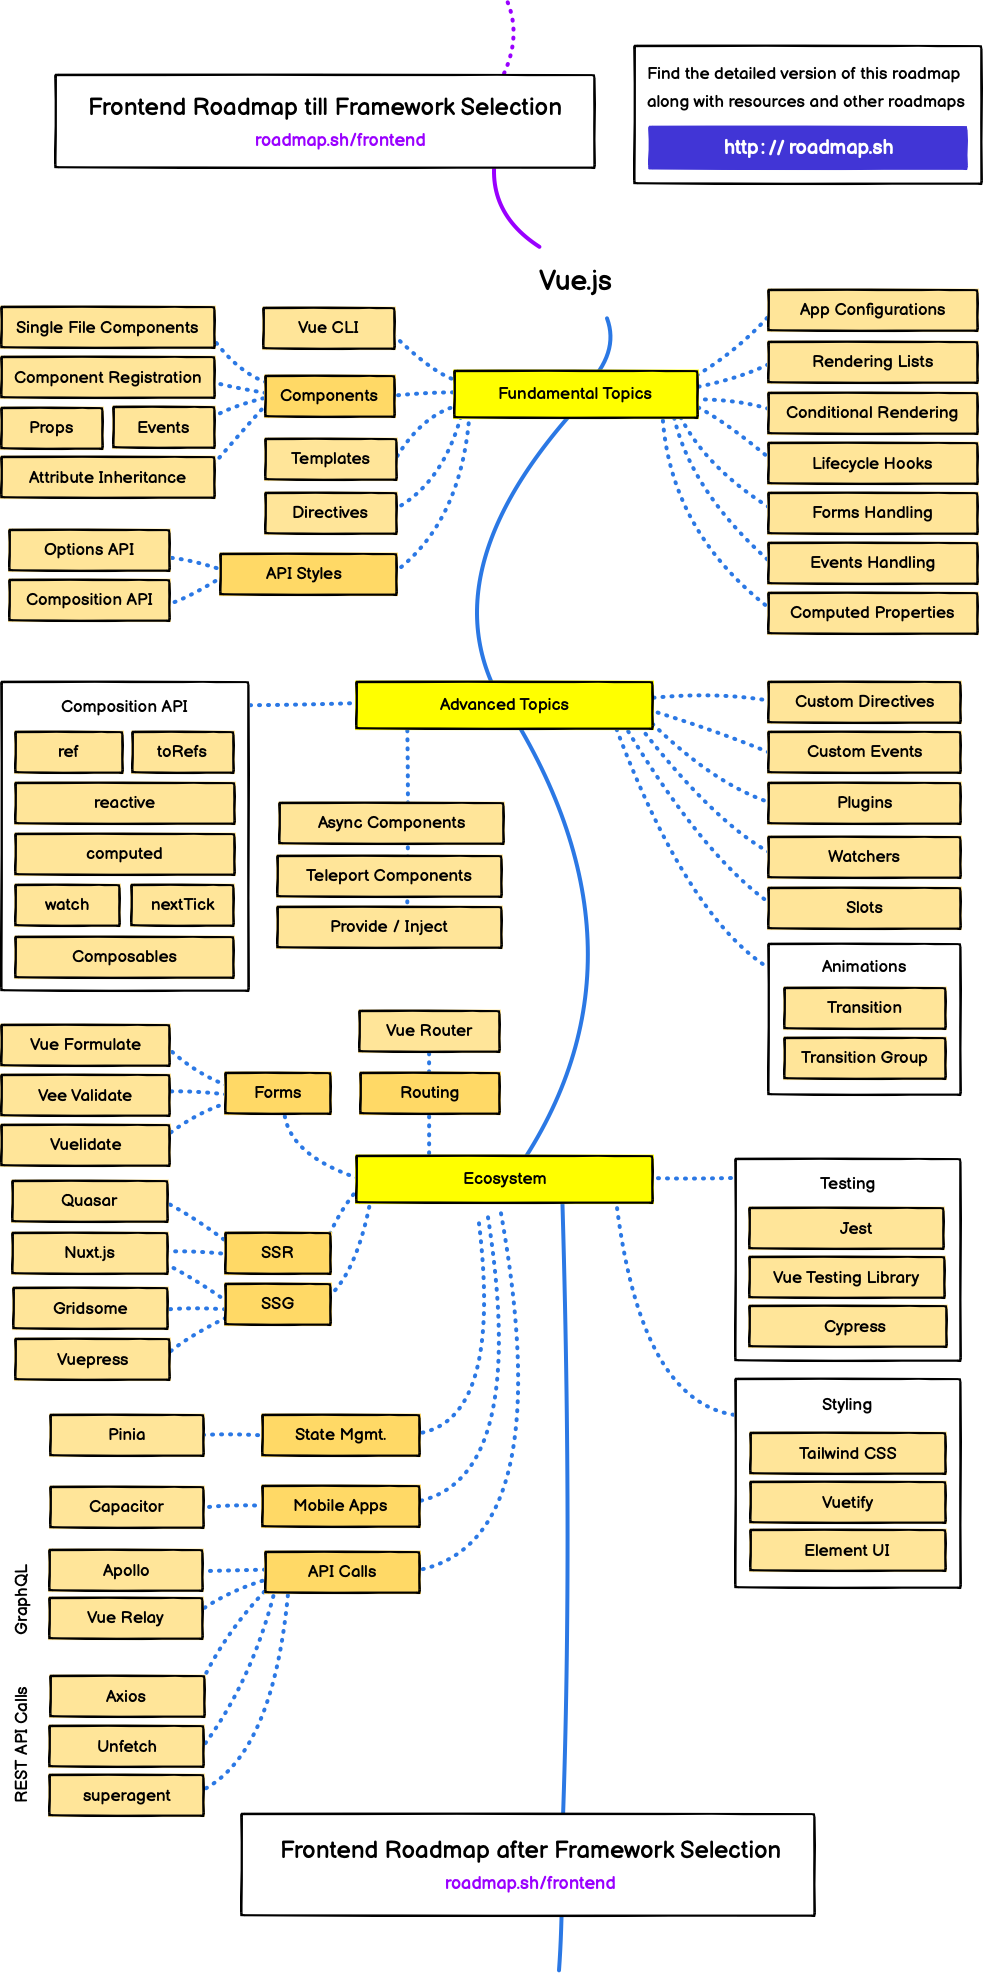 Frontend Roadmap till Framework Selection
roadmap.sh/frontend
Find the detailed version of this roadmap
along with resources and other roadmaps
http://roadmap.sh
Vue.js
Fundamental Topics
Vue CLI
Components
Single File Components
Component Registration
Props
Events
Attribute Inheritance
Templates
Directives
API Styles
Options API
Composition API
App Configurations
Rendering Lists
Conditional Rendering
Lifecycle Hooks
Forms Handling
Events Handling
Computed Properties
Advanced Topics
Composition API
ref
toRefs
reactive
computed
watch
nextTick
Composables
Async Components
Teleport Components
Provide / Inject
Custom Directives
Custom Events
Plugins
Watchers
Slots
Animations
Transition
Transition Group
Vue Router
Routing
Ecosystem
Forms
Vue Formulate
Vee Validate
Vuelidate
SSR
SSG
Quasar
Nuxt.js
Gridsome
Vuepress
Testing
Jest
Vue Testing Library
Cypress
Styling
Tailwind CSS
Vuetify
Element UI
State Mgmt.
Pinia
Mobile Apps
Capacitor
API Calls
GraphQL
Apollo
Vue Relay
REST API Calls
Axios
Unfetch
superagent
Frontend Roadmap after Framework Selection
roadmap.sh/frontend